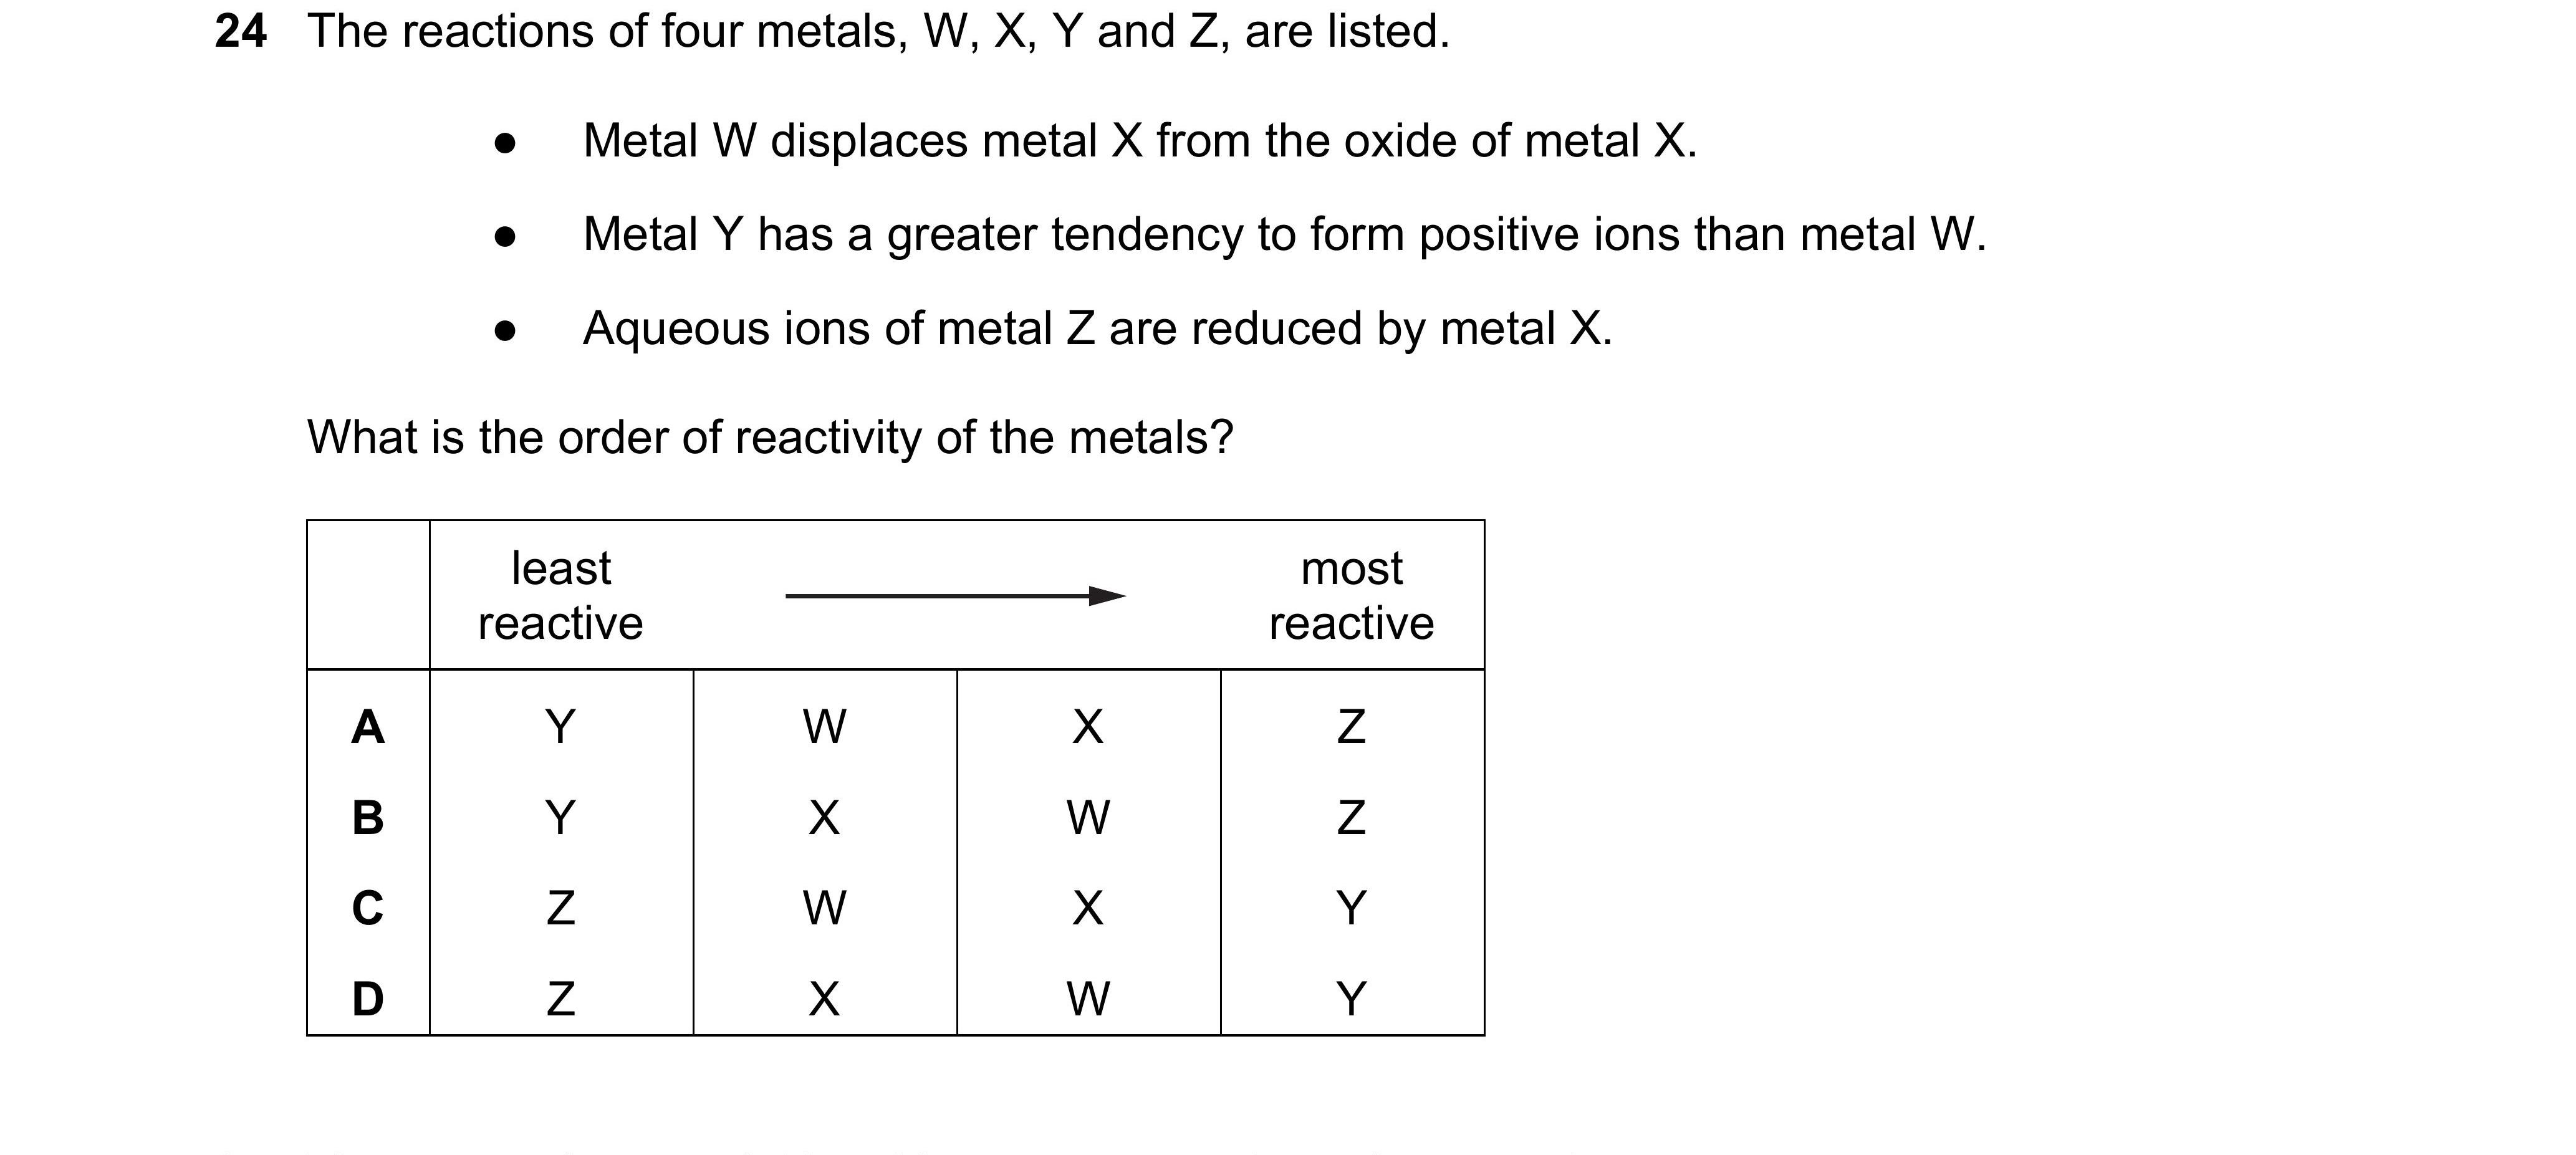 24 The reactions of four metals, W, X, Y and Z, are listed.
● Metal W displaces metal X from the oxide of metal X.
● Metal Y has a greater tendency to form positive ions than metal W.
● Aqueous ions of metal Z are reduced by metal X.
What is the order of reactivity of the metals?
least reactive most reactive
A Y W X Z
B Y X W Z
C Z W X Y
D Z X W Y